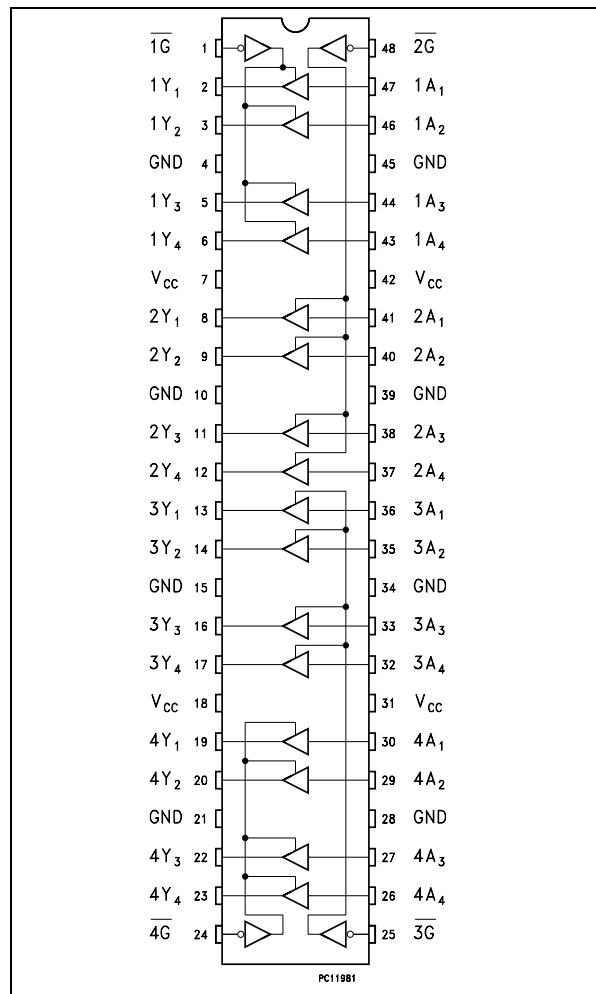 1G 1 48 2G
1Y1 2 47 1A1
1Y2 3 46 1A2
GND 4 45 GND
1Y3 5 44 1A3
1Y4 6 43 1A4
VCC 7 42 VCC
2Y1 8 41 2A1
2Y2 9 40 2A2
GND 10 39 GND
2Y3 11 38 2A3
2Y4 12 37 2A4
3Y1 13 36 3A1
3Y2 14 35 3A2
GND 15 34 GND
3Y3 16 33 3A3
3Y4 17 32 3A4
VCC 18 31 VCC
4Y1 19 30 4A1
4Y2 20 29 4A2
GND 21 28 GND
4Y3 22 27 4A3
4Y4 23 26 4A4
4G 24 25 3G
PC11981